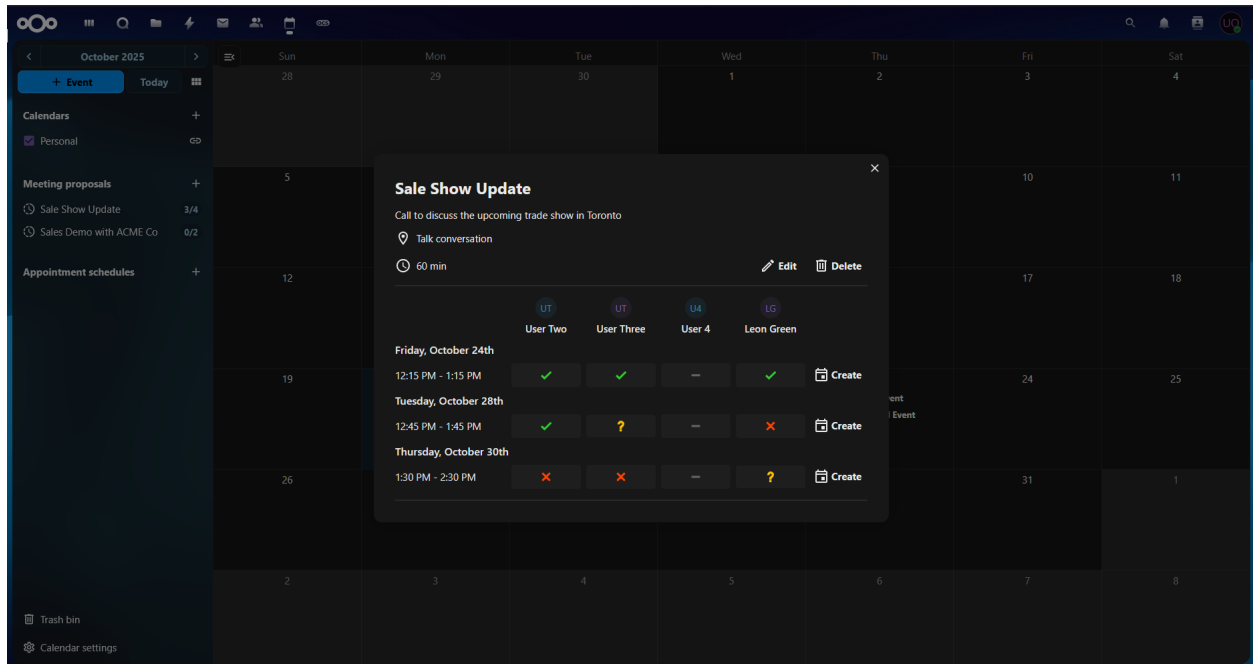 UO
October 2025
+ Event Today
Calendars
Personal
Meeting proposals
Sale Show Update 3/4
Sales Demo with ACME Co 0/2
Appointment schedules
Trash bin
Calendar settings
Sun Mon Tue Wed Thu Fri Sat
28 29 30 1 2 3 4
5 10 11
12 17 18
19 24 25
ent
Event
26 31 1
2 3 4 5 6 7 8
Sale Show Update
Call to discuss the upcoming trade show in Toronto
Talk conversation
60 min Edit Delete
UT UT U4 LG
User Two User Three User 4 Leon Green
Friday, October 24th
12:15 PM - 1:15 PM Create
Tuesday, October 28th
12:45 PM - 1:45 PM ? Create
Thursday, October 30th
1:30 PM - 2:30 PM ? Create